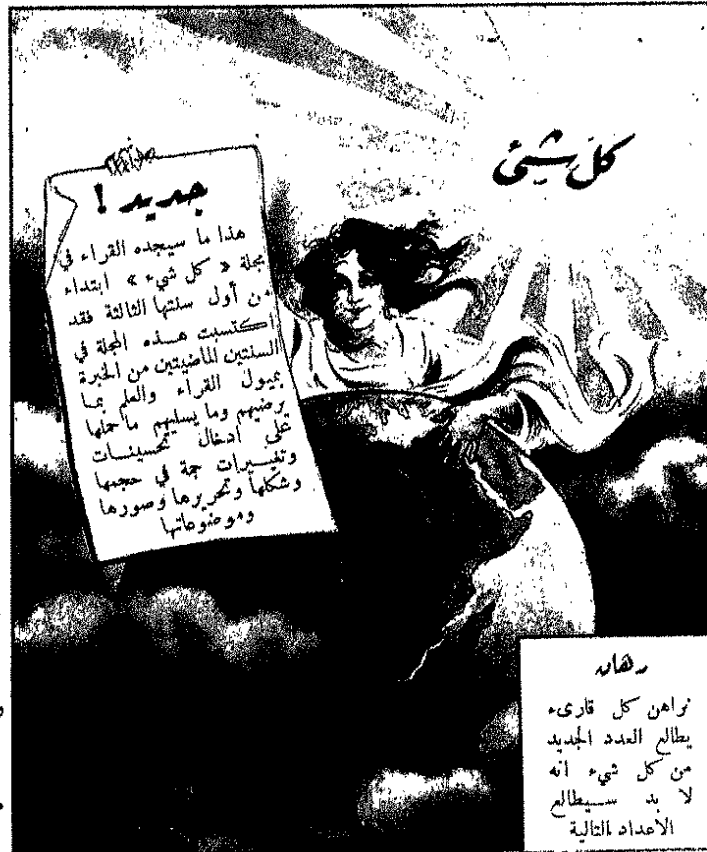 كل شيئ
جديد !
هذا ما سيجده القراء في
مجلة « كل شيء » ابتداء
من أول سنتها الثالثة فقد
اكتسبت هذه المجلة في
السنتين الماضيتين من الخبرة
بميول القراء والعلم بما
يرضيهم وما يسليهم ما حملها
على ادخال تحسينات
وتغييرات جمة في حجمها
وشكلها وتحريرها وصورها
وموضوعاتها
رهان
نراهن كل قارىء
يطالع العدد الجديد
من كل شيء انه
لا بد سيطالع
الاعداد التالية